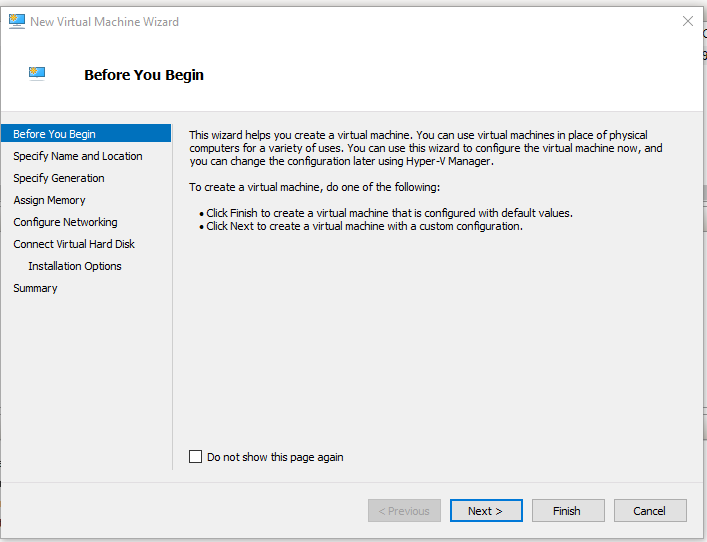 New Virtual Machine Wizard
Before You Begin
Before You Begin
Specify Name and Location
Specify Generation
Assign Memory
Configure Networking
Connect Virtual Hard Disk
Installation Options
Summary
This wizard helps you create a virtual machine. You can use virtual machines in place of physical
computers for a variety of uses. You can use this wizard to configure the virtual machine now, and
you can change the configuration later using Hyper-V Manager.
To create a virtual machine, do one of the following:
• Click Finish to create a virtual machine that is configured with default values.
• Click Next to create a virtual machine with a custom configuration.
Do not show this page again
< Previous
Next >
Finish
Cancel